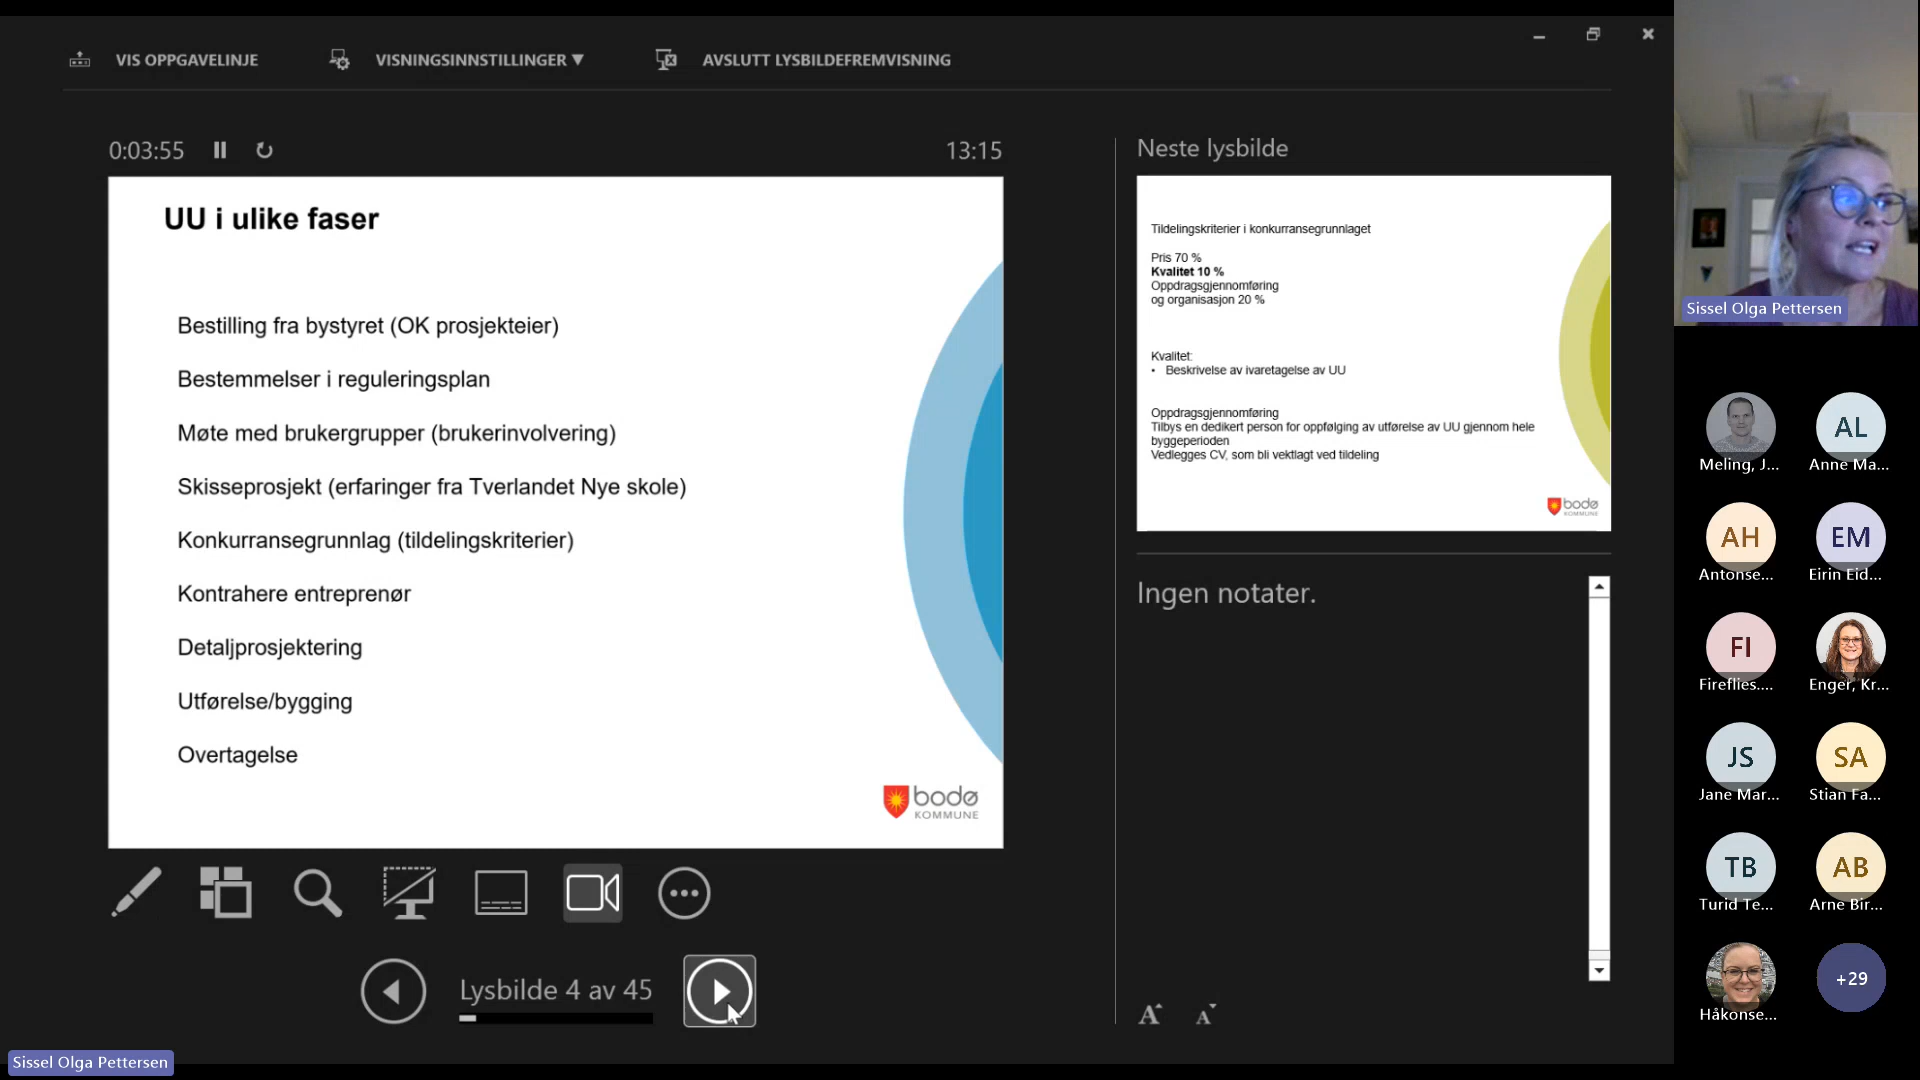 VIS OPPGAVELINJE
VISNINGSINNSTILLINGER ▼
AVSLUTT LYSBILDEFREMVISNING
0:03:55
13:15
UU i ulike faser
Bestilling fra bystyret (OK prosjekteier)
Bestemmelser i reguleringsplan
Møte med brukergrupper (brukerinvolvering)
Skisseprosjekt (erfaringer fra Tverlandet Nye skole)
Konkurransegrunnlag (tildelingskriterier)
Kontrahere entreprenør
Detaljprosjektering
Utførelse/bygging
Overtagelse
bodø
KOMMUNE
Lysbilde 4 av 45
Neste lysbilde
Tildelingskriterier i konkurransegrunnlaget
Pris 70 %
Kvalitet 10 %
Oppdragsgjennomføring
og organisasjon 20 %
Kvalitet:
• Beskrivelse av ivaretagelse av UU
Oppdragsgjennomføring
Tilbys en dedikert person for oppfølging av utførelse av UU gjennom hele
byggeperioden
Vedlegges CV, som bli vektlagt ved tildeling
bodø
KOMMUNE
Ingen notater.
A A
Sissel Olga Pettersen
Meling, J...
AL
Anne Ma...
AH
Antonse...
EM
Eirin Eid...
FI
Fireflies....
Enger, Kr...
JS
Jane Mar...
SA
Stian Fa...
TB
Turid Te...
AB
Arne Bir...
Håkonse...
+29
Sissel Olga Pettersen